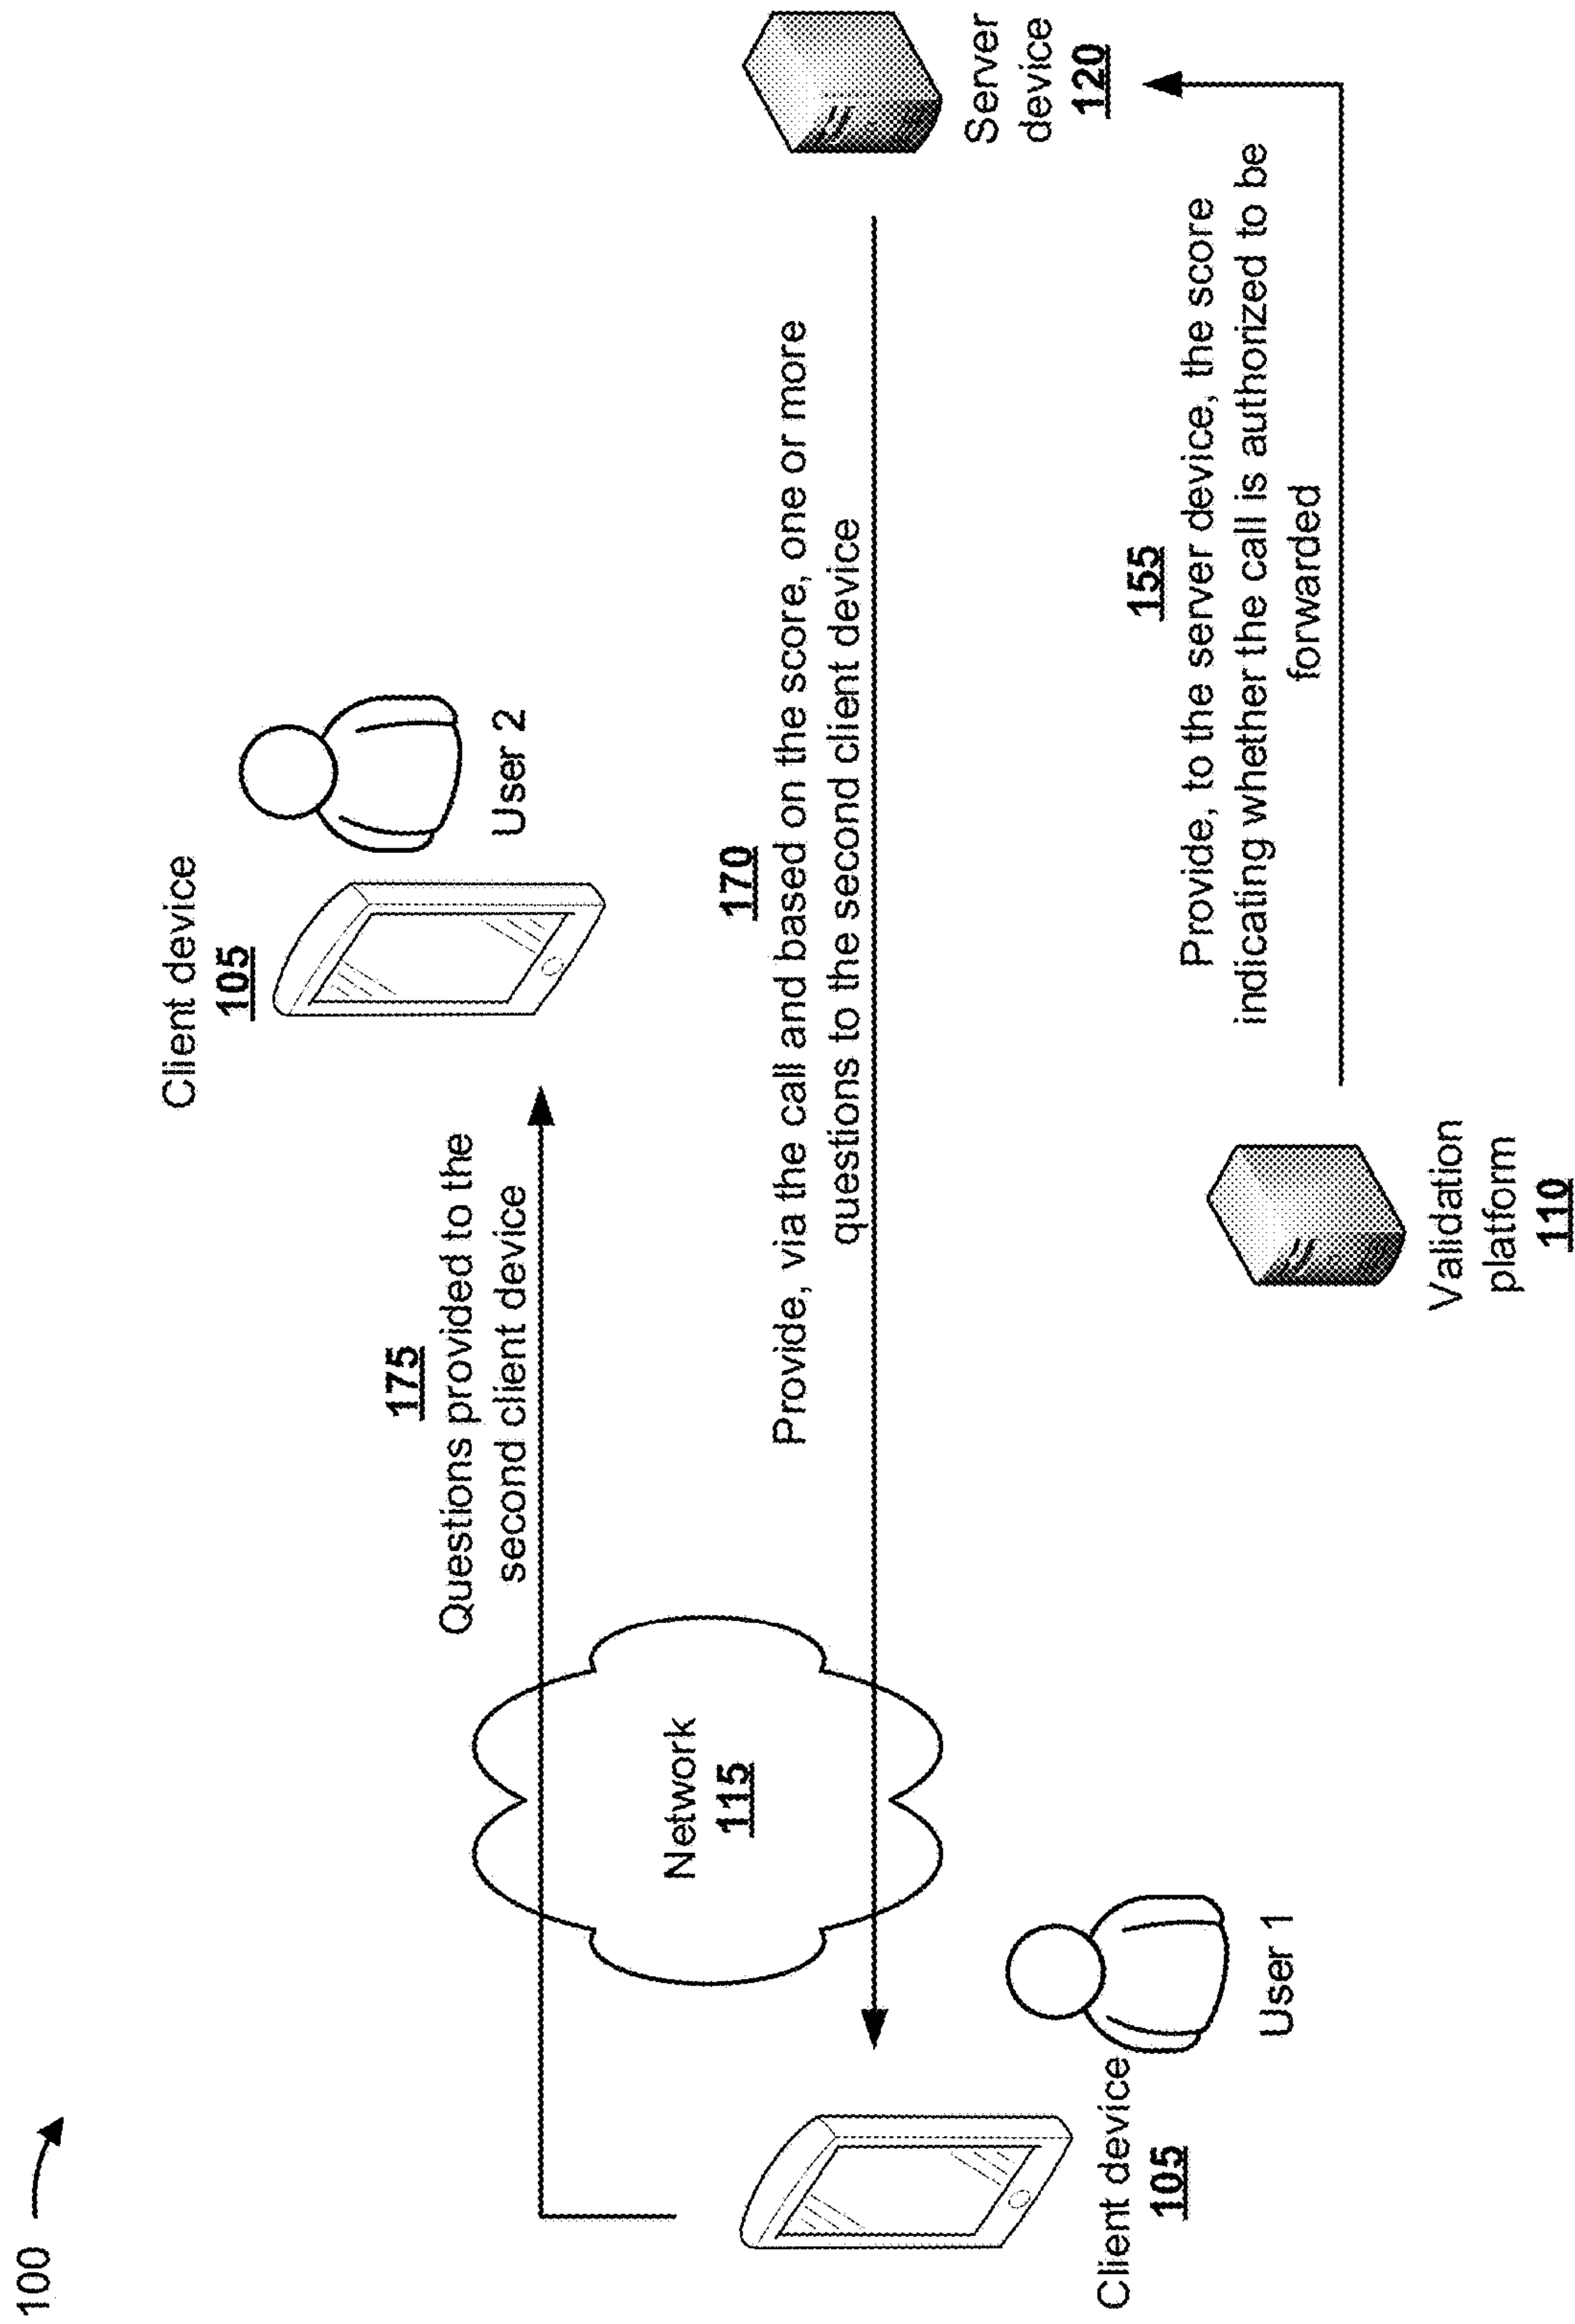 100
Client device
105
User 2
175
Questions provided to the
second client device
Network
115
170
Provide, via the call and based on the score, one or more
questions to the second client device
Server
device
120
Client device
105
User 1
155
Provide, to the server device, the score
indicating whether the call is authorized to be
forwarded
Validation
platform
110